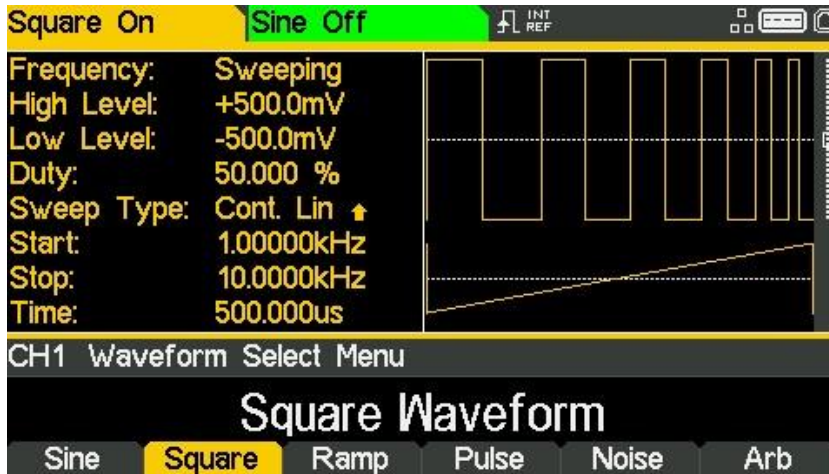 Square On Sine Off INT REF
Frequency: Sweeping
High Level: +500.0mV
Low Level: -500.0mV
Duty: 50.000 %
Sweep Type: Cont. Lin
Start: 1.00000kHz
Stop: 10.0000kHz
Time: 500.000us
CH1 Waveform Select Menu
Square Waveform
Sine Square Ramp Pulse Noise Arb